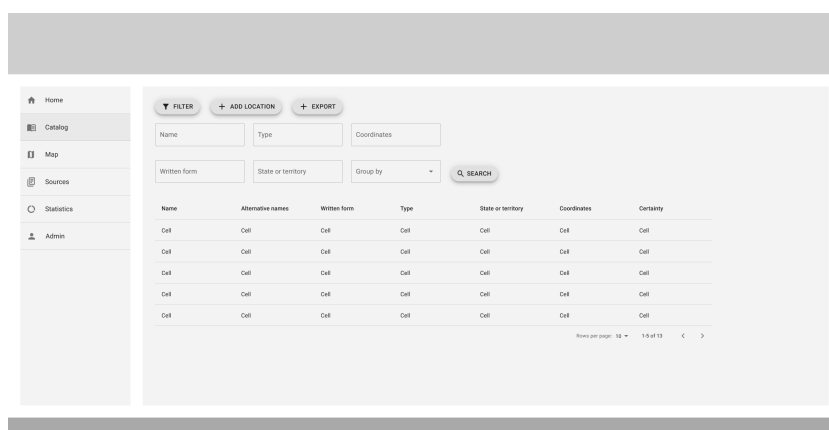 Home
Catalog
Map
Sources
Statistics
Admin
FILTER + ADD LOCATION + EXPORT
Name Type Coordinates
Written form State or territory Group by SEARCH
Name Alternative names Written form Type State or territory Coordinates Certainty
Cell Cell Cell Cell Cell Cell Cell
Cell Cell Cell Cell Cell Cell Cell
Cell Cell Cell Cell Cell Cell Cell
Cell Cell Cell Cell Cell Cell Cell
Cell Cell Cell Cell Cell Cell Cell
Rows per page: 10 1-5 of 13 < >